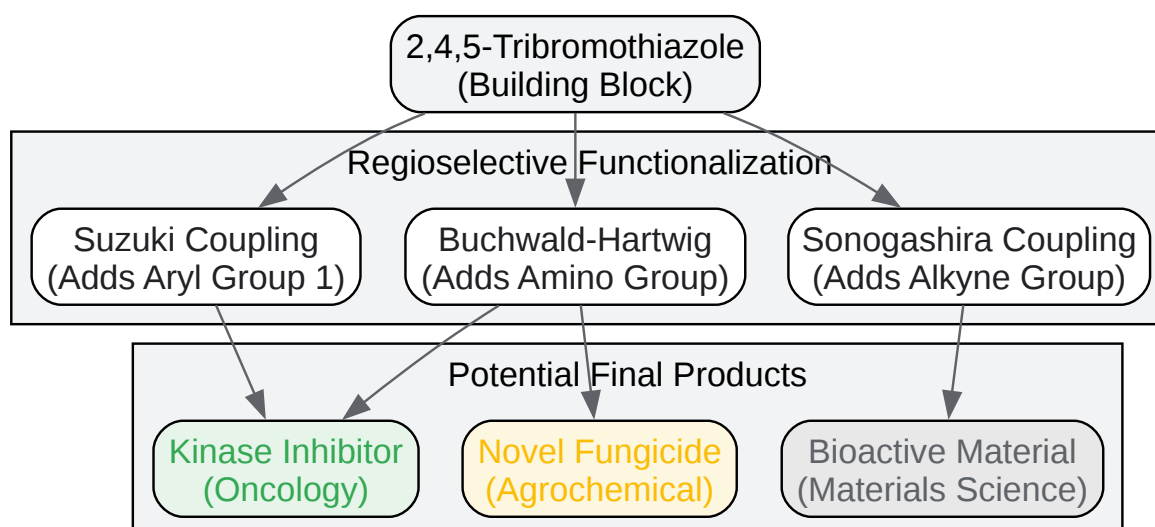 2,4,5-Tribromothiazole
(Building Block)
Regioselective Functionalization
Suzuki Coupling
(Adds Aryl Group 1)
Buchwald-Hartwig
(Adds Amino Group)
Sonogashira Coupling
(Adds Alkyne Group)
Potential Final Products
Kinase Inhibitor
(Oncology)
Novel Fungicide
(Agrochemical)
Bioactive Material
(Materials Science)